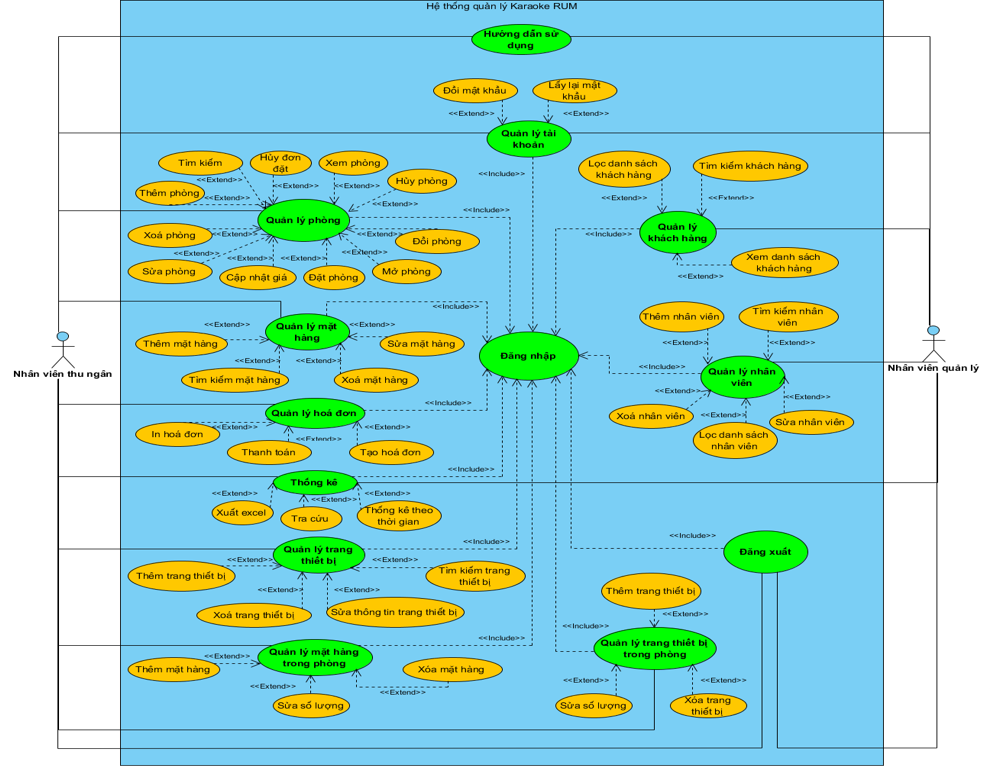 Hệ thống quản lý Karaoke RUM
Hướng dẫn sử
dụng
Đổi mật khẩu
Lấy lại mật
khẩu
<<Extend>>
<<Extend>>
Quản lý tài
khoản
<<Include>>
Tìm kiếm
Hủy đơn
đặt
Xem phòng
Hủy phòng
Thêm phòng
<<Extend>>
<<Extend>>
<<Extend>>
<<Extend>>
<<Extend>>
Quản lý phòng
<<Include>>
Xoá phòng
<<Extend>>
<<Extend>>
Đổi phòng
<<Extend>>
<<Extend>>
<<Extend>>
<<Extend>>
Sửa phòng
Cập nhật giá
Đặt phòng
Mở phòng
Lọc danh sách
khách hàng
Tìm kiếm khách hàng
<<Extend>>
<<Extend>>
Quản lý
khách hàng
<<Include>>
Xem danh sách
khách hàng
<<Extend>>
<<Include>>
Quản lý mặt
hàng
<<Extend>>
<<Extend>>
Thêm mặt hàng
Sửa mặt hàng
<<Extend>>
<<Extend>>
Tìm kiếm mặt hàng
Xoá mặt hàng
Đăng nhập
Thêm nhân viên
Tìm kiếm nhân
viên
<<Extend>>
<<Extend>>
Quản lý nhân
viên
<<Include>>
<<Extend>>
<<Extend>>
<<Extend>>
Xoá nhân viên
Lọc danh sách
nhân viên
Sửa nhân viên
Nhân viên thu ngân
Nhân viên quản lý
Quản lý hoá đơn
<<Include>>
<<Extend>>
<<Extend>>
<<Extend>>
In hoá đơn
Thanh toán
Tạo hoá đơn
Thống kê
<<Include>>
<<Extend>>
<<Extend>>
<<Extend>>
Xuất excel
Tra cứu
Thống kê theo
thời gian
Quản lý trang
thiết bị
<<Include>>
<<Extend>>
<<Extend>>
Thêm trang thiết bị
Tìm kiếm trang
thiết bị
<<Extend>>
<<Extend>>
Xoá trang thiết bị
Sửa thông tin trang thiết bị
Đăng xuất
<<Include>>
Quản lý mặt hàng
trong phòng
<<Include>>
<<Extend>>
Thêm mặt hàng
Xóa mặt hàng
<<Extend>>
<<Extend>>
Sửa số lượng
Thêm trang thiết bị
<<Extend>>
<<Include>>
Quản lý trang thiết bị
trong phòng
<<Extend>>
<<Extend>>
Sửa số lượng
Xóa trang
thiết bị